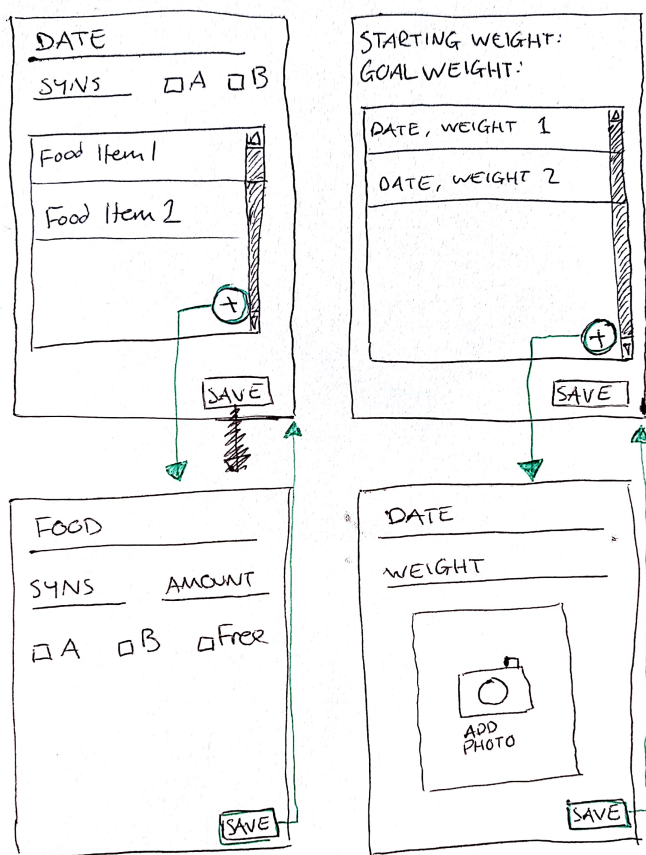 DATE
SYNS □ A □ B
Food Item 1
Food Item 2
+
SAVE
STARTING WEIGHT:
GOAL WEIGHT:
DATE, WEIGHT 1
DATE, WEIGHT 2
+
SAVE
FOOD
SYNS AMOUNT
□ A □ B □ Free
SAVE
DATE
WEIGHT
ADD
PHOTO
SAVE